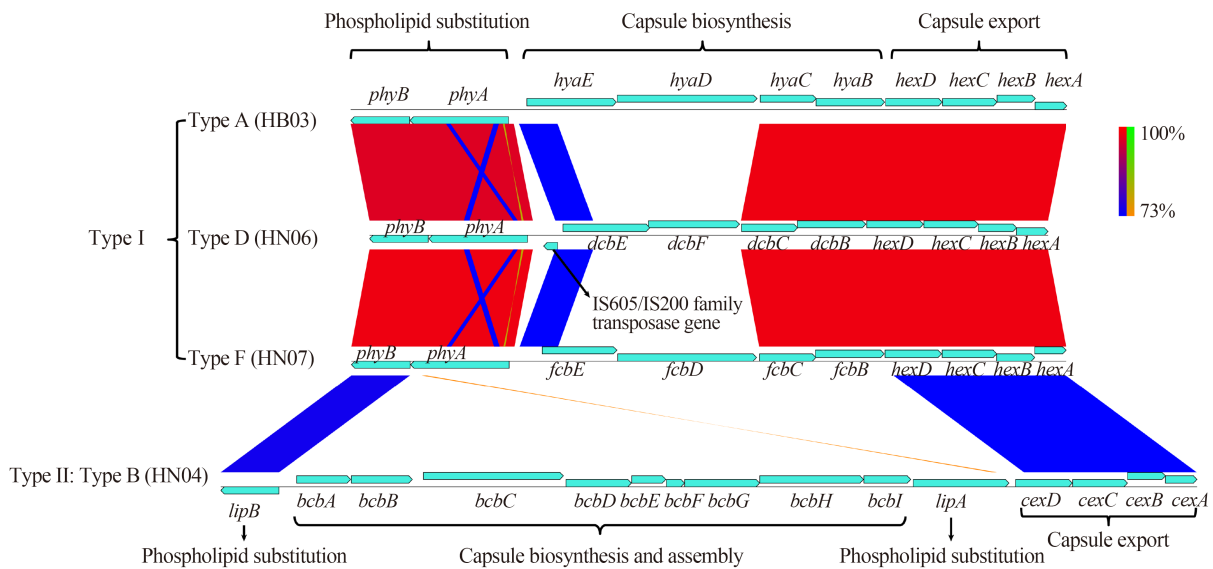 Phospholipid substitution Capsule biosynthesis Capsule export
phyB phyA hyaE hyaD hyaC hyaB hexD hexC hexB hexA
Type A (HB03)
100%
73%
Type I
Type D (HN06)
phyB phyA dcbE dcbF dcbC dcbB hexD hexC hexB hexA
IS605/IS200 family
transposase gene
Type F (HN07)
phyB phyA fcbE fcbD fcbC fcbB hexD hexC hexB hexA
Type II: Type B (HN04)
lipB bcbA bcbB bcbC bcbD bcbE bcbF bcbG bcbH bcbI lipA cexD cexC cexB cexA
Phospholipid substitution Capsule biosynthesis and assembly Phospholipid substitution Capsule export